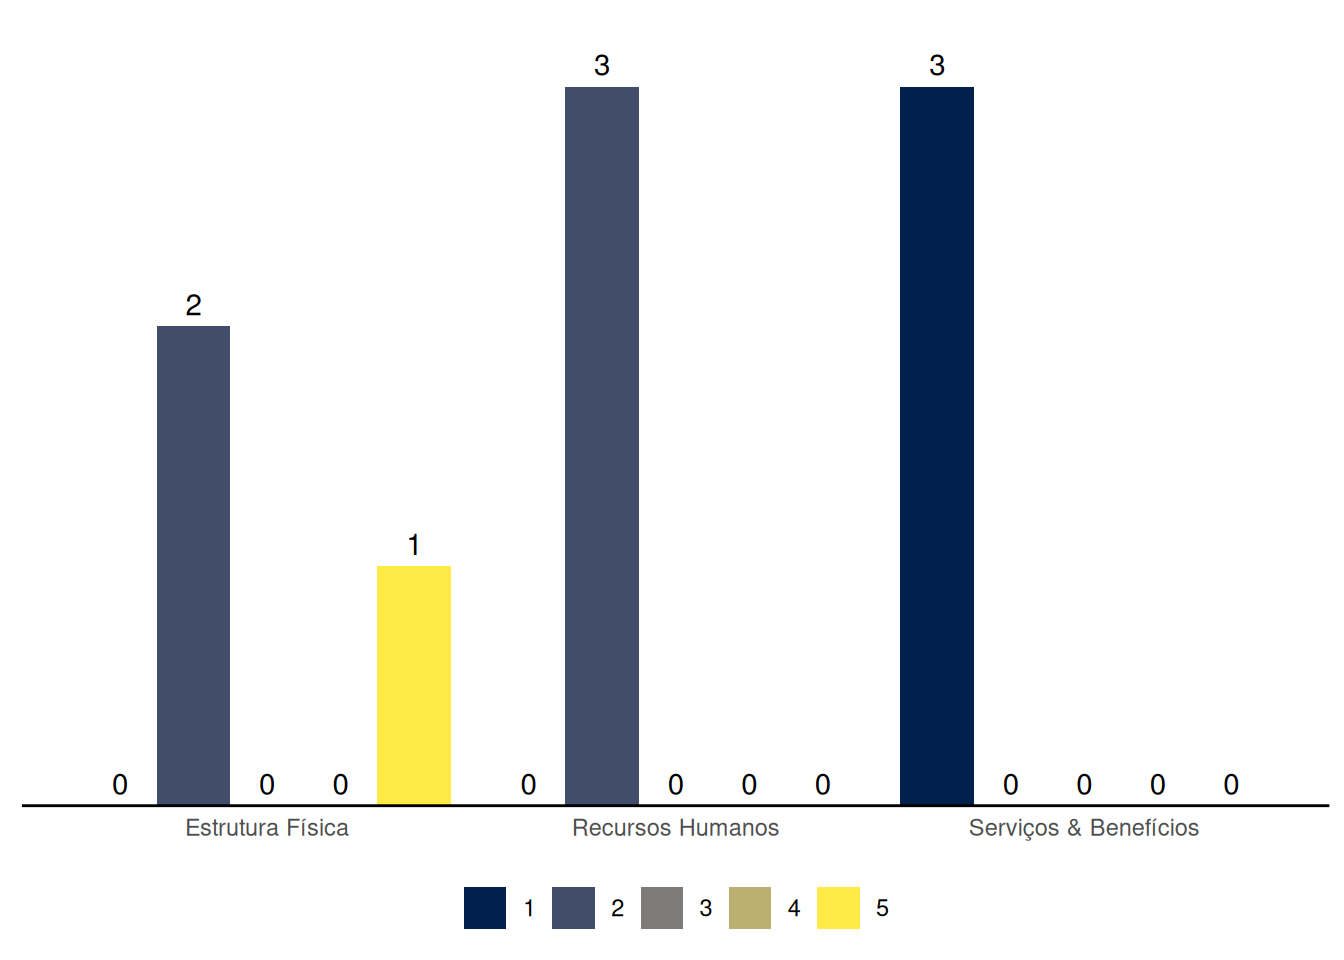 3 3
2
1
0 0 0 0 0 0 0 0 0 0 0
Estrutura Física Recursos Humanos Serviços & Benefícios
1 2 3 4 5